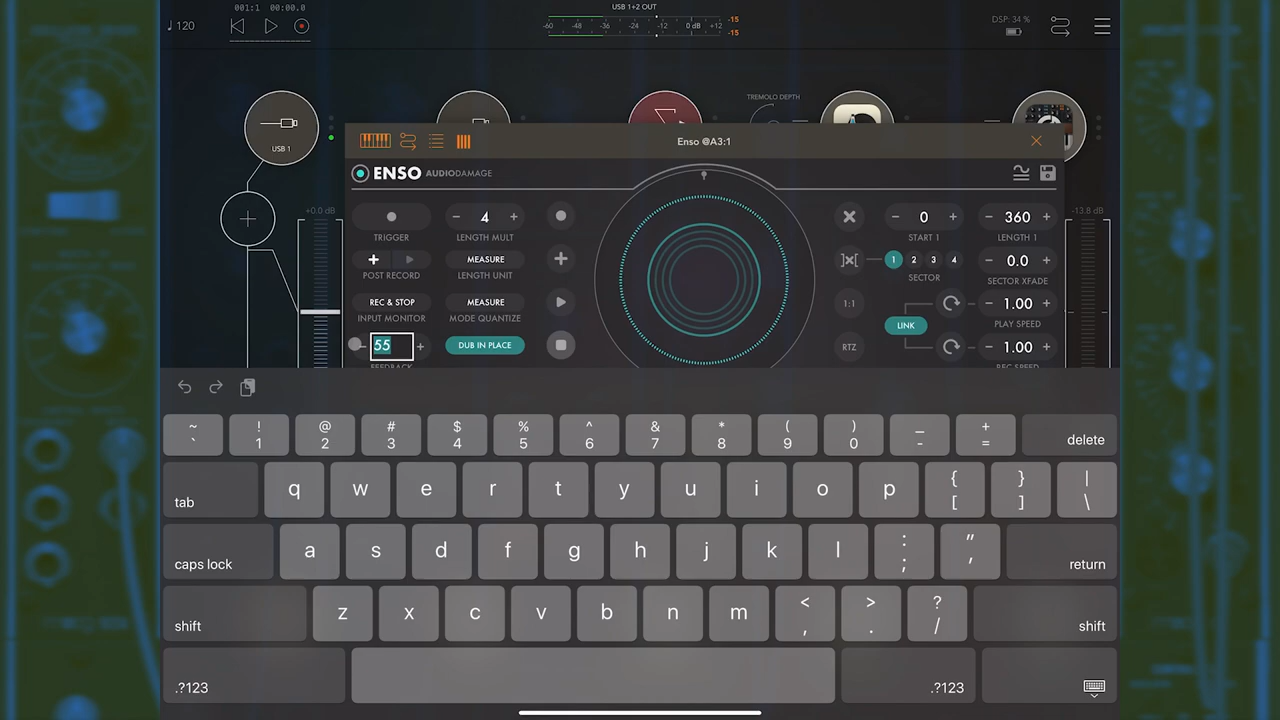 001:1 00:00.0
USB 1+2 OUT
♩ 120
-60 -48 -36 -24 -12 0 dB +12
-15
-15
DSP: 34 %
TREMOLO DEPTH
USB 1
Enso @A3:1
ENSO AUDIODAMAGE
+0.0 dB
-13.8 dB
− 4 +
− 0 +
− 360 +
TRIGGER
LENGTH MULT
START 1
LENGTH 1
MEASURE
]×[
1 2 3 4
− 0.0 +
POST RECORD
LENGTH UNIT
SECTOR
SECTOR XFADE
REC & STOP
MEASURE
1:1
− 1.00 +
INPUT MONITOR
MODE QUANTIZE
PLAY SPEED
LINK
55 +
DUB IN PLACE
RTZ
− 1.00 +
FEEDBACK
REC SPEED
~ ! @ # $ % ^ & * ( ) _ +
` 1 2 3 4 5 6 7 8 9 0 - = delete
tab q w e r t y u i o p { [ } ] | \
caps lock a s d f g h j k l : ; " ' return
shift z x c v b n m < , > . ? / shift
.?123 .?123